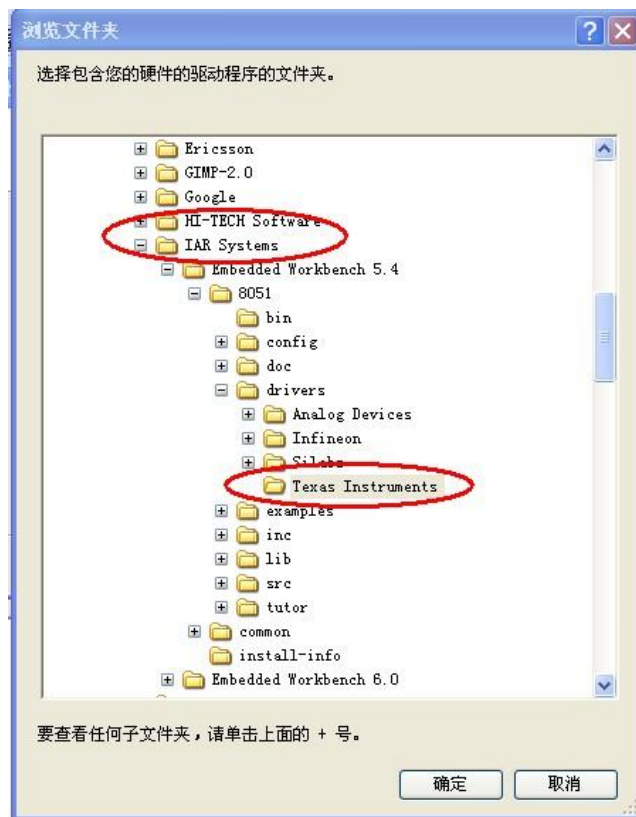 浏览文件夹
选择包含您的硬件的驱动程序的文件夹。
Ericsson
GIMP-2.0
Google
HI-TECH Software
IAR Systems
Embedded Workbench 5.4
8051
bin
config
doc
drivers
Analog Devices
Infineon
Silabs
Texas Instruments
examples
inc
lib
src
tutor
common
install-info
Embedded Workbench 6.0
要查看任何子文件夹，请单击上面的 + 号。
确定 取消